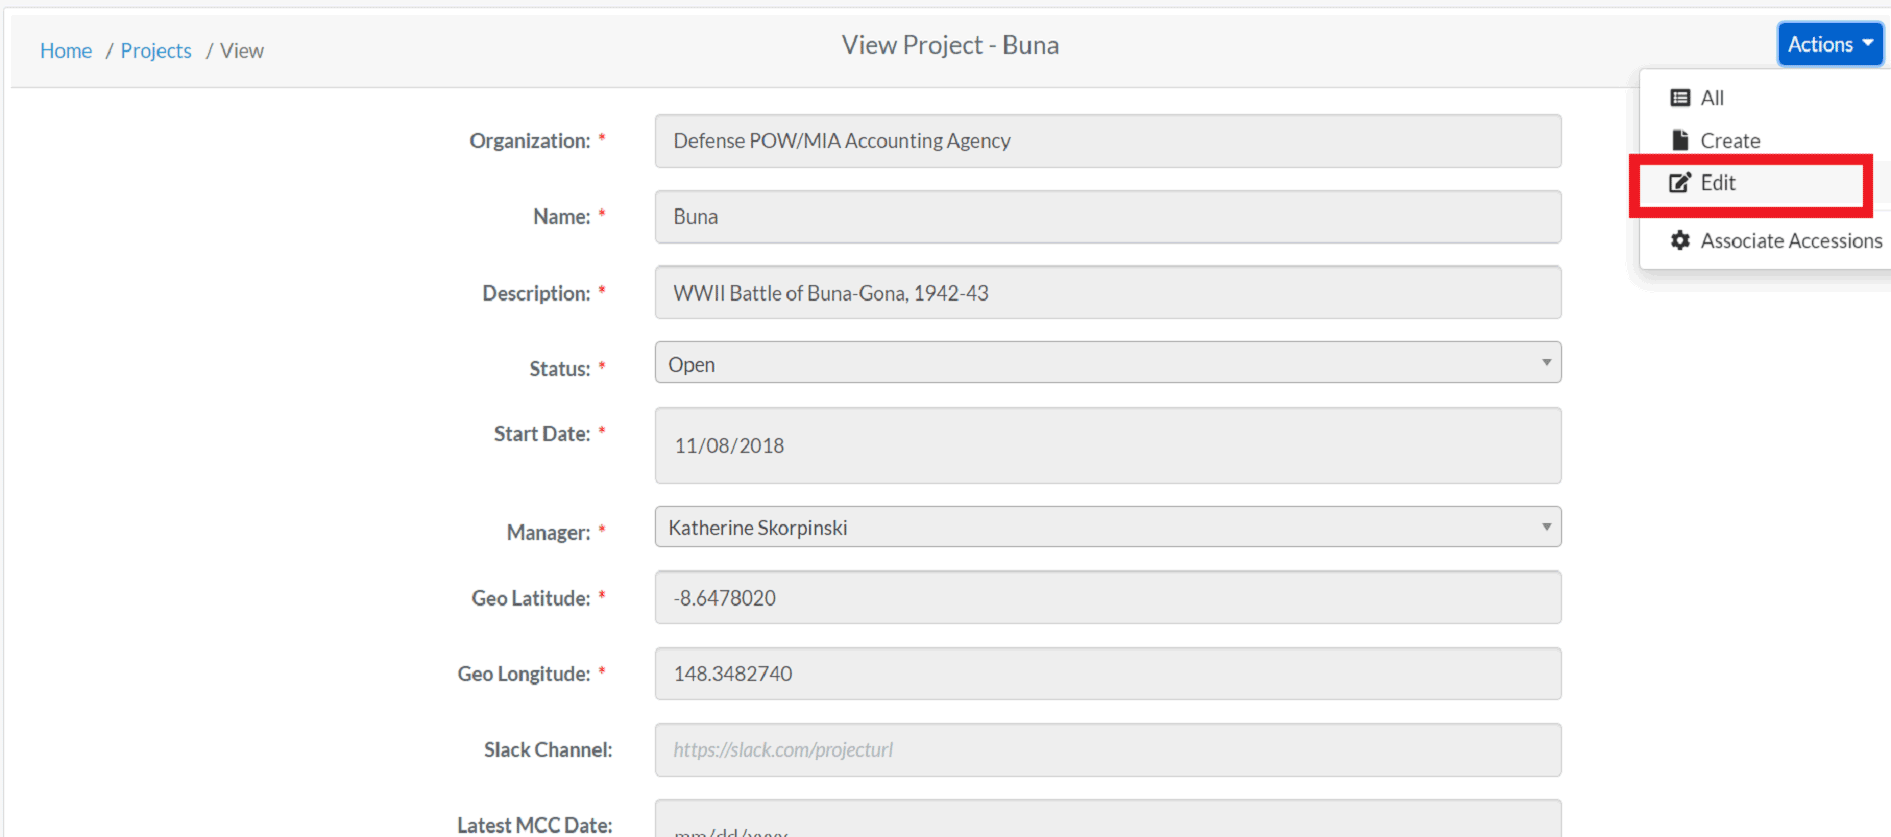 Home / Projects / View
View Project - Buna
Actions
All
Create
Edit
Associate Accessions
Organization: * Defense POW/MIA Accounting Agency
Name: * Buna
Description: * WWII Battle of Buna-Gona, 1942-43
Status: * Open
Start Date: * 11/08/2018
Manager: * Katherine Skorpinski
Geo Latitude: * -8.6478020
Geo Longitude: * 148.3482740
Slack Channel: https://slack.com/projecturl
Latest MCC Date: mm/dd/yyyy